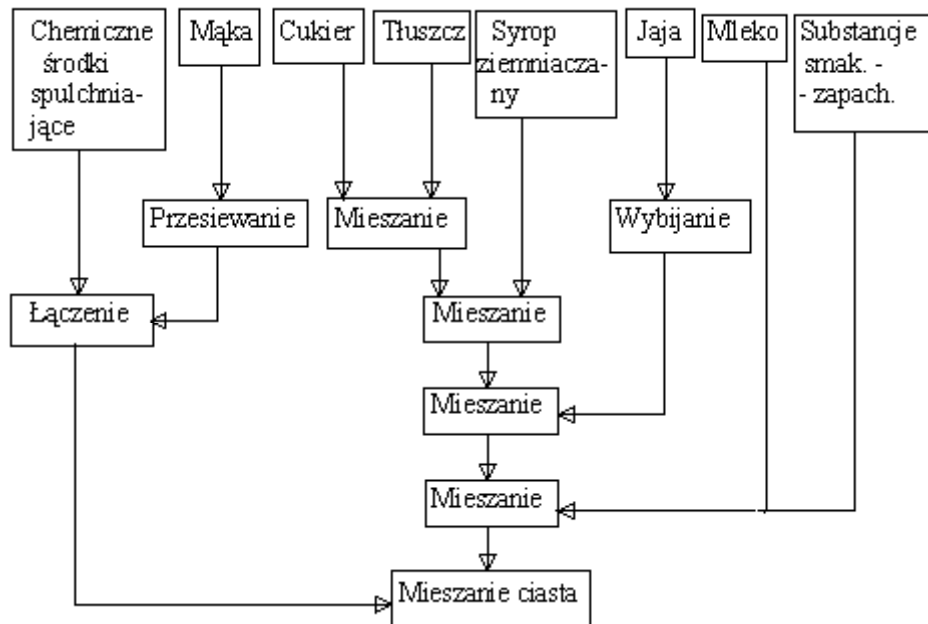 Chemiczne
środki
spulchnia-
jące
Mąka
Cukier
Tłuszcz
Syrop
ziemniacza-
ny
Jaja
Mleko
Substancje
smak. -
- zapach.
Przesiewanie
Mieszanie
Wybijanie
Łączenie
Mieszanie
Mieszanie
Mieszanie
Mieszanie ciasta